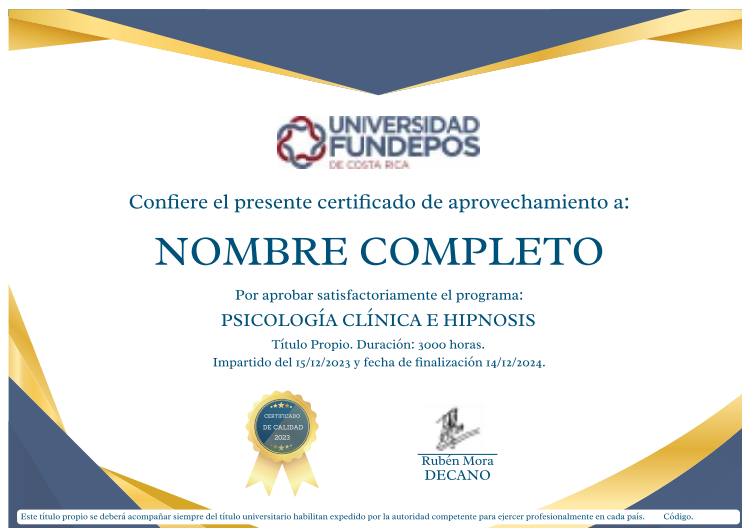 UNIVERSIDAD
FUNDEPOS
DE COSTA RICA
Confiere el presente certificado de aprovechamiento a:
NOMBRE COMPLETO
Por aprobar satisfactoriamente el programa:
PSICOLOGÍA CLÍNICA E HIPNOSIS
Título Propio. Duración: 3000 horas.
Impartido del 15/12/2023 y fecha de finalización 14/12/2024.
CERTIFICADO
DE CALIDAD
2023
Rubén Mora
DECANO
Este título propio se deberá acompañar siempre del título universitario habilitan expedido por la autoridad competente para ejercer profesionalmente en cada país. Código.